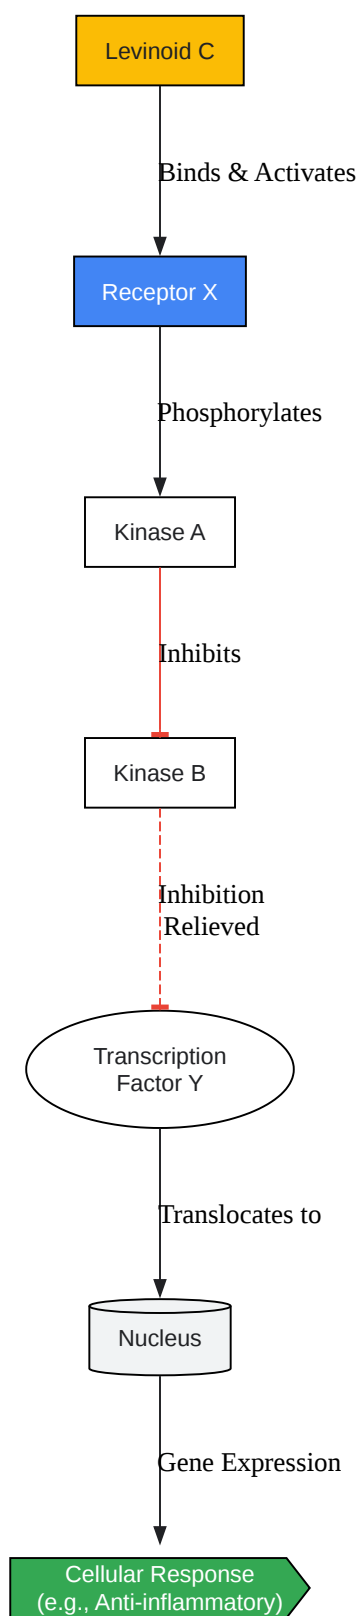 Levinoid C
Binds & Activates
Receptor X
Phosphorylates
Kinase A
Inhibits
Kinase B
Inhibition
Relieved
Transcription
Factor Y
Translocates to
Nucleus
Gene Expression
Cellular Response
(e.g., Anti-inflammatory)